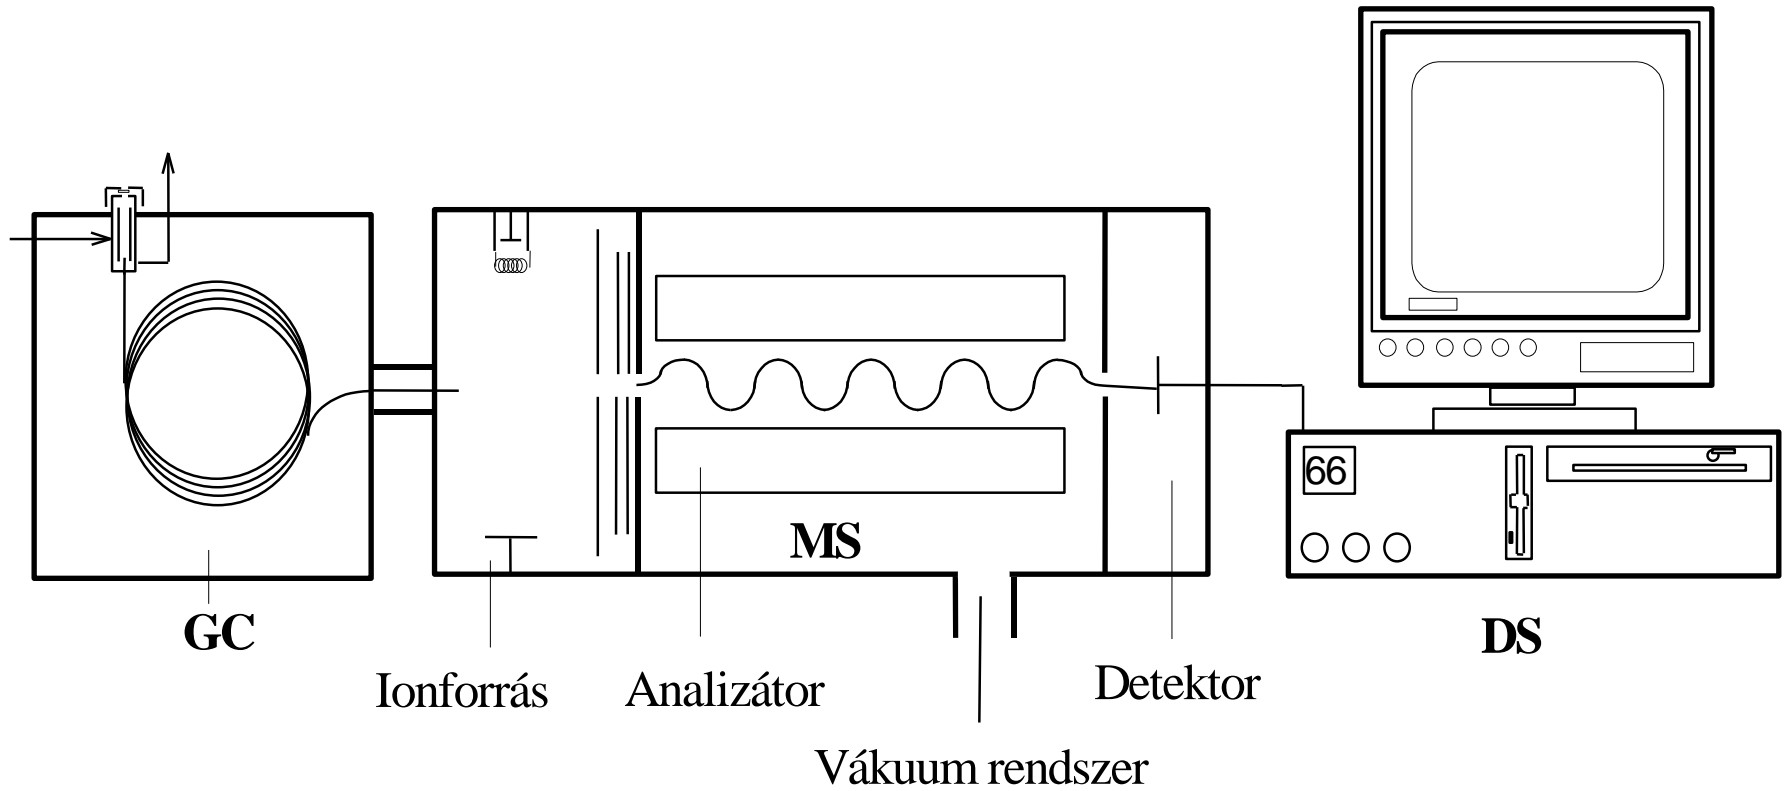 66
MS
GC
DS
Ionforrás
Analizátor
Detektor
Vákuum rendszer